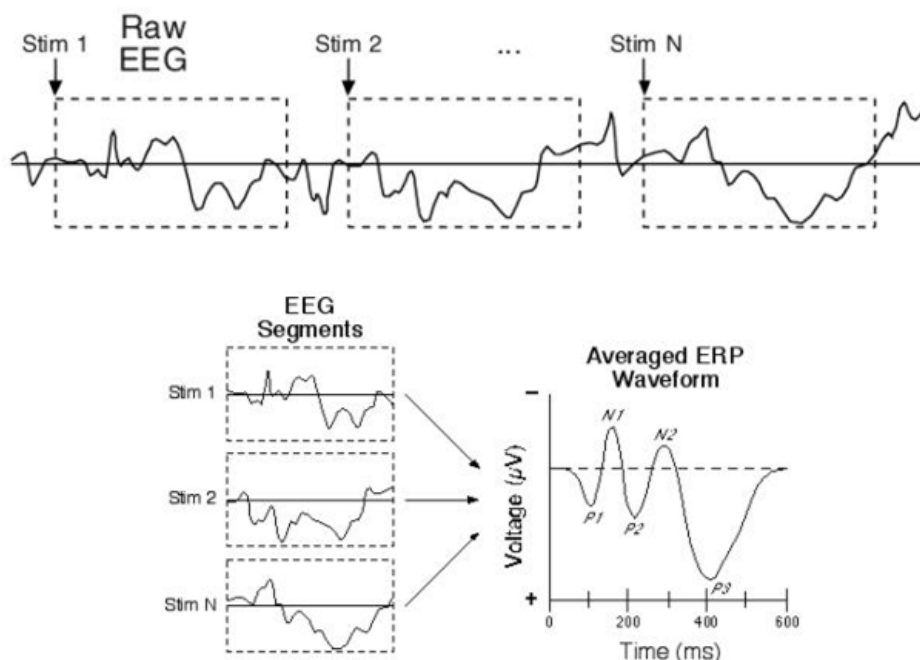 Raw
EEG
Stim 1
Stim 2
...
Stim N
EEG
Segments
Stim 1
Stim 2
Stim N
Averaged ERP
Waveform
Voltage (µV)
−
+
N1
N2
P1
P2
P3
0
200
400
600
Time (ms)